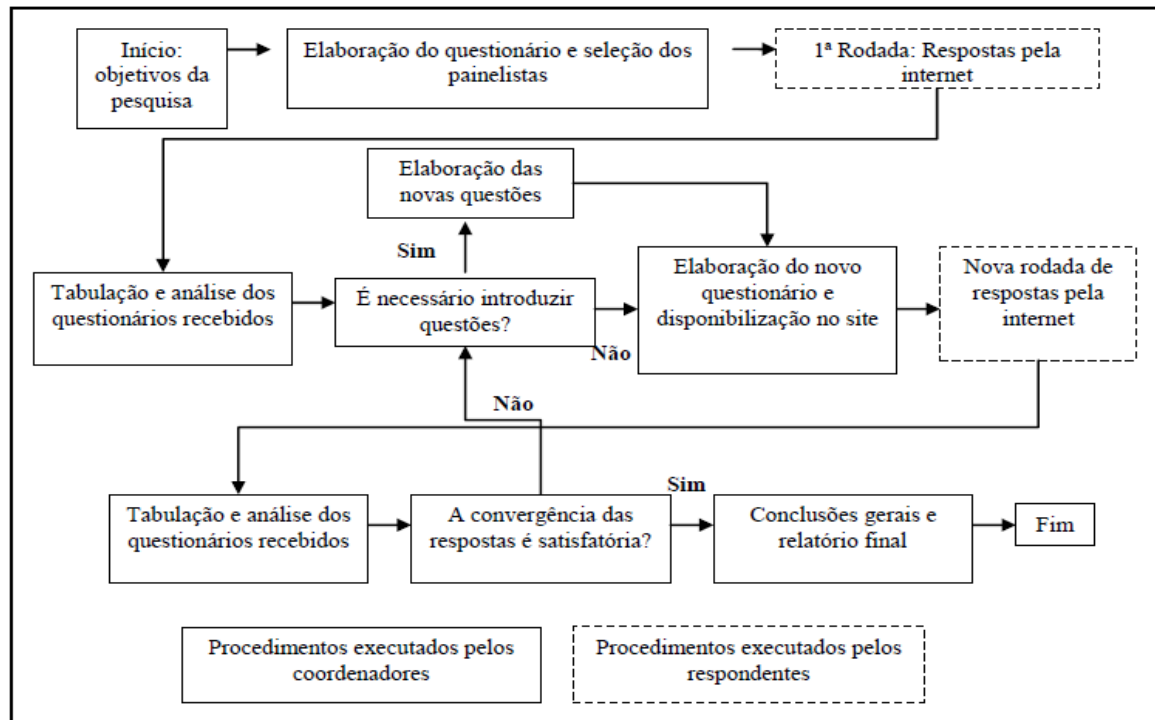 Início:
objetivos da
pesquisa
Elaboração do questionário e seleção dos
painelistas
1ª Rodada: Respostas pela
internet
Elaboração das
novas questões
Sim
Tabulação e análise dos
questionários recebidos
É necessário introduzir
questões?
Não
Elaboração do novo
questionário e
disponibilização no site
Nova rodada de
respostas pela
internet
Não
Tabulação e análise dos
questionários recebidos
A convergência das
respostas é satisfatória?
Sim
Conclusões gerais e
relatório final
Fim
Procedimentos executados pelos
coordenadores
Procedimentos executados pelos
respondentes